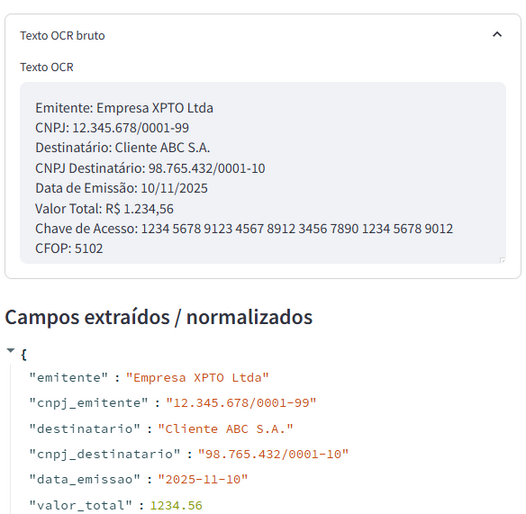 Texto OCR bruto
Texto OCR
Emitente: Empresa XPTO Ltda
CNPJ: 12.345.678/0001-99
Destinatário: Cliente ABC S.A.
CNPJ Destinatário: 98.765.432/0001-10
Data de Emissão: 10/11/2025
Valor Total: R$ 1.234,56
Chave de Acesso: 1234 5678 9123 4567 8912 3456 7890 1234 5678 9012
CFOP: 5102
Campos extraídos / normalizados
{
"emitente" : "Empresa XPTO Ltda"
"cnpj_emitente" : "12.345.678/0001-99"
"destinatario" : "Cliente ABC S.A."
"cnpj_destinatario" : "98.765.432/0001-10"
"data_emissao" : "2025-11-10"
"valor_total" : 1234.56